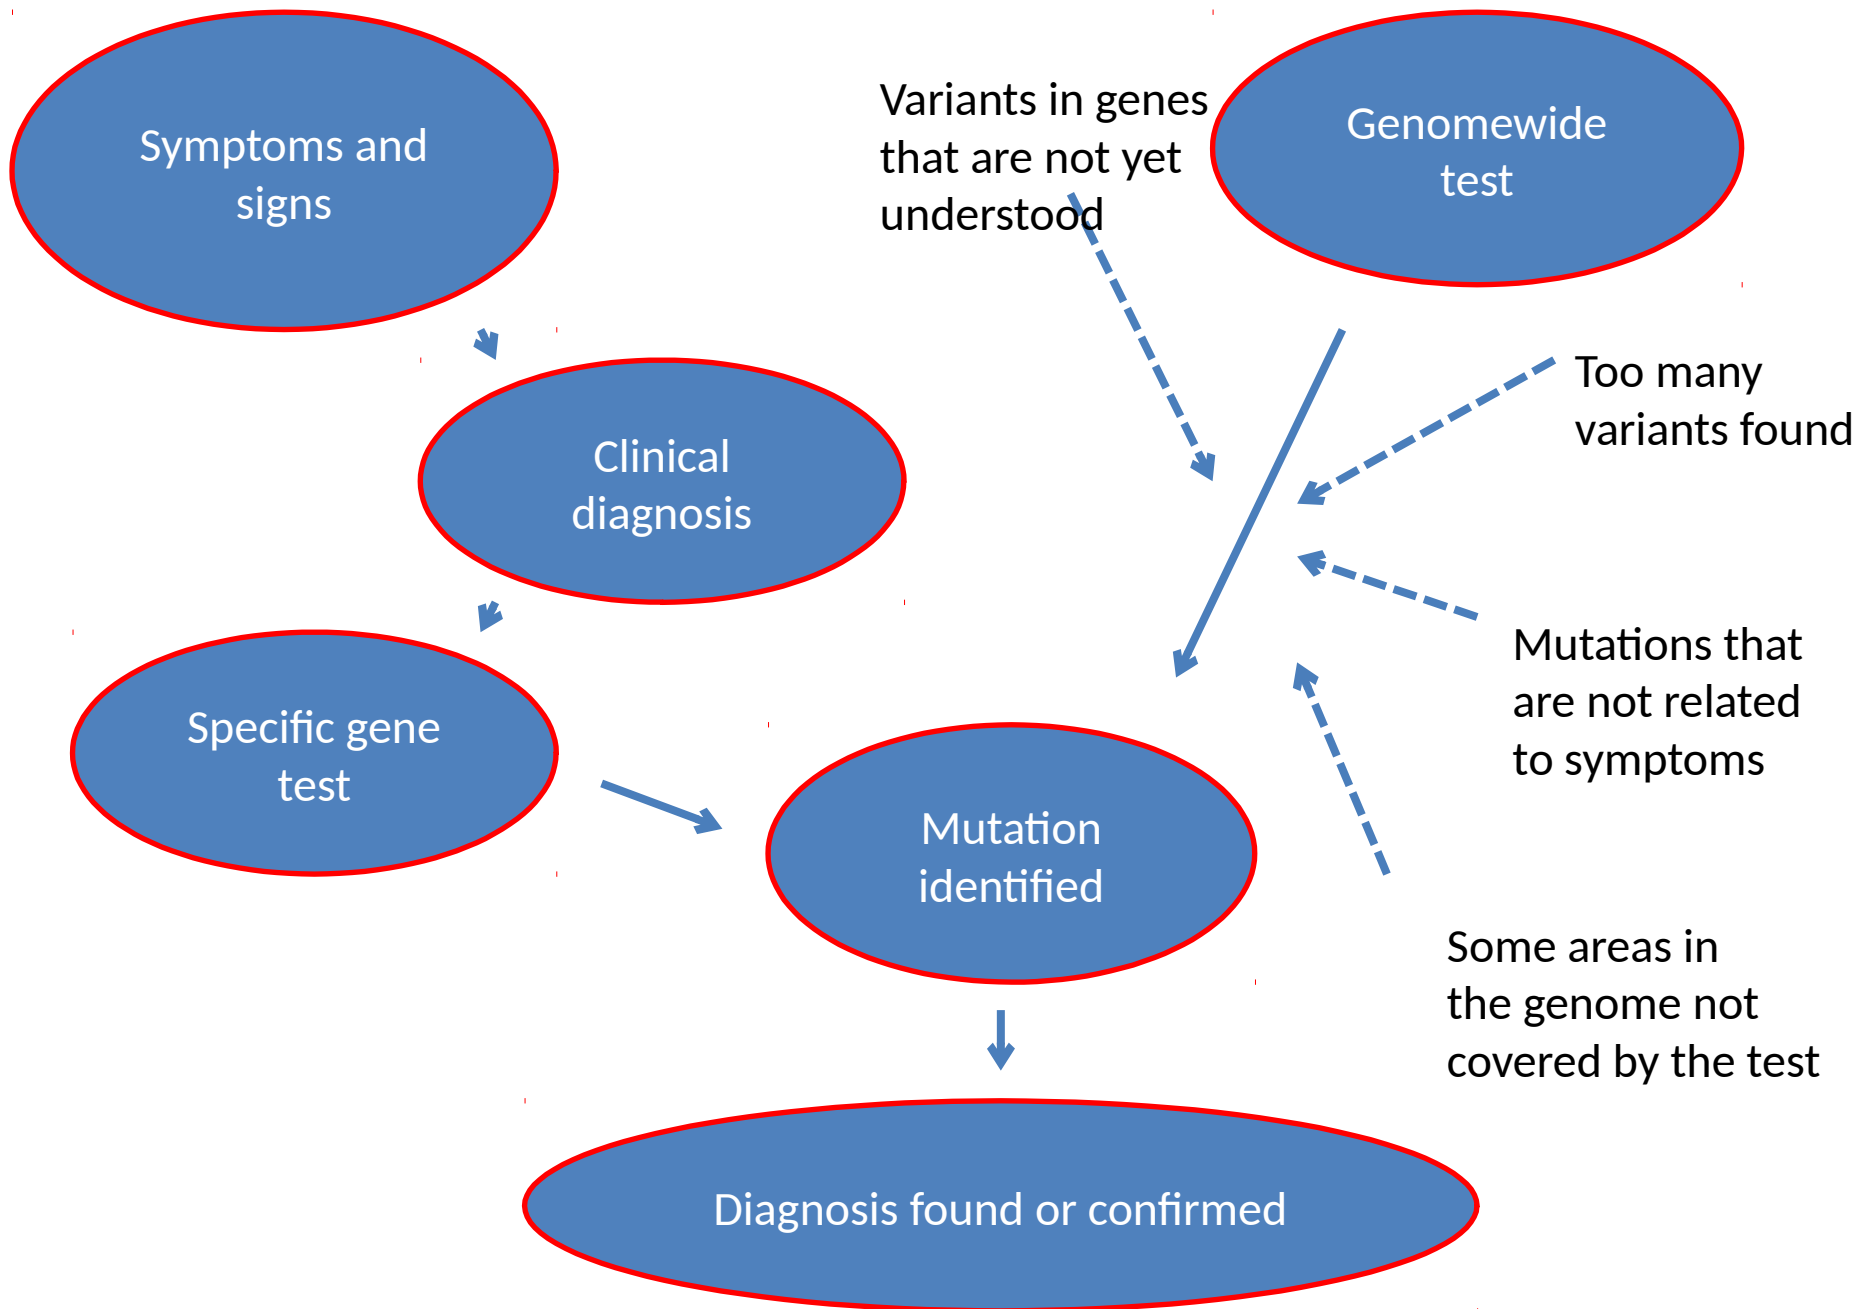 Symptoms and
signs
Variants in genes
that are not yet
understood
Genomewide
test
Too many
variants found
Clinical
diagnosis
Mutations that
are not related
to symptoms
Specific gene
test
Mutation
identified
Some areas in
the genome not
covered by the test
Diagnosis found or confirmed